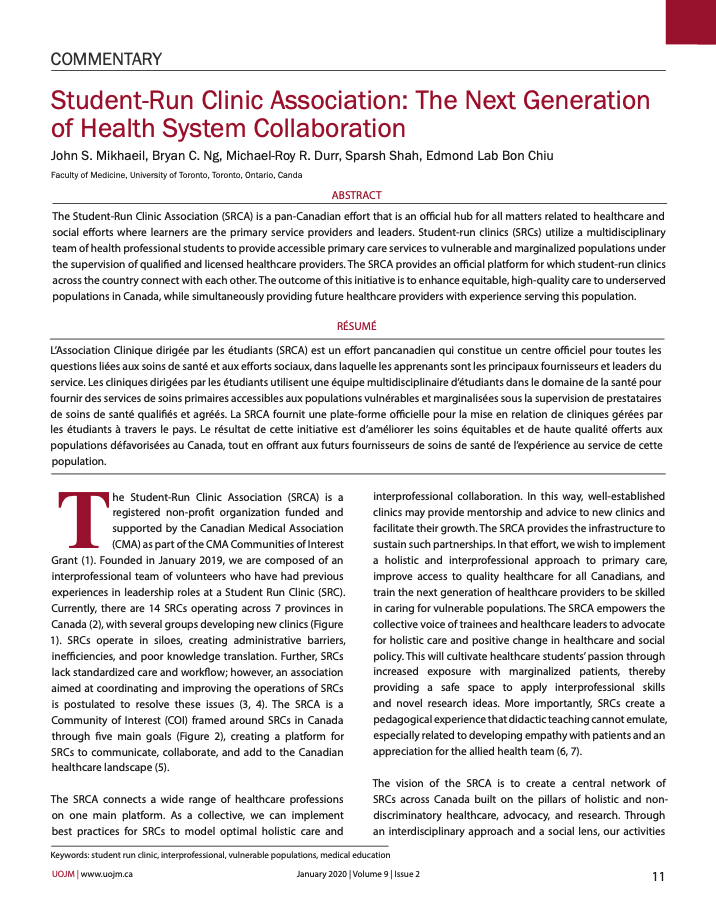 COMMENTARY
Student-Run Clinic Association: The Next Generation
of Health System Collaboration
John S. Mikhaeil, Bryan C. Ng, Michael-Roy R. Durr, Sparsh Shah, Edmond Lab Bon Chiu
Faculty of Medicine, University of Toronto, Toronto, Ontario, Canda
ABSTRACT
The Student-Run Clinic Association (SRCA) is a pan-Canadian effort that is an official hub for all matters related to healthcare and
social efforts where learners are the primary service providers and leaders. Student-run clinics (SRCs) utilize a multidisciplinary
team of health professional students to provide accessible primary care services to vulnerable and marginalized populations under
the supervision of qualified and licensed healthcare providers. The SRCA provides an official platform for which student-run clinics
across the country connect with each other. The outcome of this initiative is to enhance equitable, high-quality care to underserved
populations in Canada, while simultaneously providing future healthcare providers with experience serving this population.
RÉSUMÉ
L’Association Clinique dirigée par les étudiants (SRCA) est un effort pancanadien qui constitue un centre officiel pour toutes les
questions liées aux soins de santé et aux efforts sociaux, dans laquelle les apprenants sont les principaux fournisseurs et leaders du
service. Les cliniques dirigées par les étudiants utilisent une équipe multidisciplinaire d’étudiants dans le domaine de la santé pour
fournir des services de soins primaires accessibles aux populations vulnérables et marginalisées sous la supervision de prestataires
de soins de santé qualifiés et agréés. La SRCA fournit une plate-forme officielle pour la mise en relation de cliniques gérées par
les étudiants à travers le pays. Le résultat de cette initiative est d’améliorer les soins équitables et de haute qualité offerts aux
populations défavorisées au Canada, tout en offrant aux futurs fournisseurs de soins de santé de l’expérience au service de cette
population.
The Student-Run Clinic Association (SRCA) is a
registered non-profit organization funded and
supported by the Canadian Medical Association
(CMA) as part of the CMA Communities of Interest
Grant (1). Founded in January 2019, we are composed of an
interprofessional team of volunteers who have had previous
experiences in leadership roles at a Student Run Clinic (SRC).
Currently, there are 14 SRCs operating across 7 provinces in
Canada (2), with several groups developing new clinics (Figure
1). SRCs operate in siloes, creating administrative barriers,
inefficiencies, and poor knowledge translation. Further, SRCs
lack standardized care and workflow; however, an association
aimed at coordinating and improving the operations of SRCs
is postulated to resolve these issues (3, 4). The SRCA is a
Community of Interest (COI) framed around SRCs in Canada
through five main goals (Figure 2), creating a platform for
SRCs to communicate, collaborate, and add to the Canadian
healthcare landscape (5).
The SRCA connects a wide range of healthcare professions
on one main platform. As a collective, we can implement
best practices for SRCs to model optimal holistic care and
interprofessional collaboration. In this way, well-established
clinics may provide mentorship and advice to new clinics and
facilitate their growth. The SRCA provides the infrastructure to
sustain such partnerships. In that effort, we wish to implement
a holistic and interprofessional approach to primary care,
improve access to quality healthcare for all Canadians, and
train the next generation of healthcare providers to be skilled
in caring for vulnerable populations. The SRCA empowers the
collective voice of trainees and healthcare leaders to advocate
for holistic care and positive change in healthcare and social
policy. This will cultivate healthcare students’ passion through
increased exposure with marginalized patients, thereby
providing a safe space to apply interprofessional skills
and novel research ideas. More importantly, SRCs create a
pedagogical experience that didactic teaching cannot emulate,
especially related to developing empathy with patients and an
appreciation for the allied health team (6, 7).
The vision of the SRCA is to create a central network of
SRCs across Canada built on the pillars of holistic and non-
discriminatory healthcare, advocacy, and research. Through
an interdisciplinary approach and a social lens, our activities
Keywords: student run clinic, interprofessional, vulnerable populations, medical education
UOJM | www.uojm.ca
January 2020 | Volume 9 | Issue 2
11